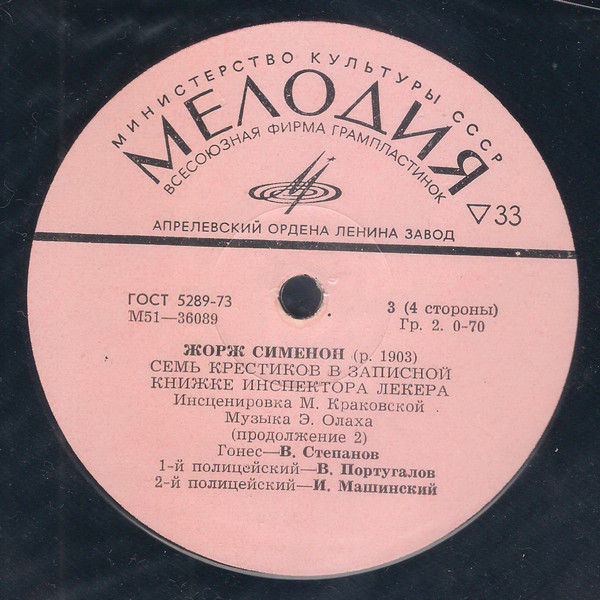 МИНИСТЕРСТВО КУЛЬТУРЫ СССР
МЕЛОДИЯ
ВСЕСОЮЗНАЯ ФИРМА ГРАМПЛАСТИНОК
▽33
АПРЕЛЕВСКИЙ ОРДЕНА ЛЕНИНА ЗАВОД
ГОСТ 5289-73
М51—36089
3 (4 стороны)
Гр. 2. 0-70
ЖОРЖ СИМЕНОН (р. 1903)
СЕМЬ КРЕСТИКОВ В ЗАПИСНОЙ
КНИЖКЕ ИНСПЕКТОРА ЛЕКЕРА
Инсценировка М. Краковской
Музыка Э. Олаха
(продолжение 2)
Гонес—В. Степанов
1-й полицейский—В. Португалов
2-й полицейский—И. Машинский